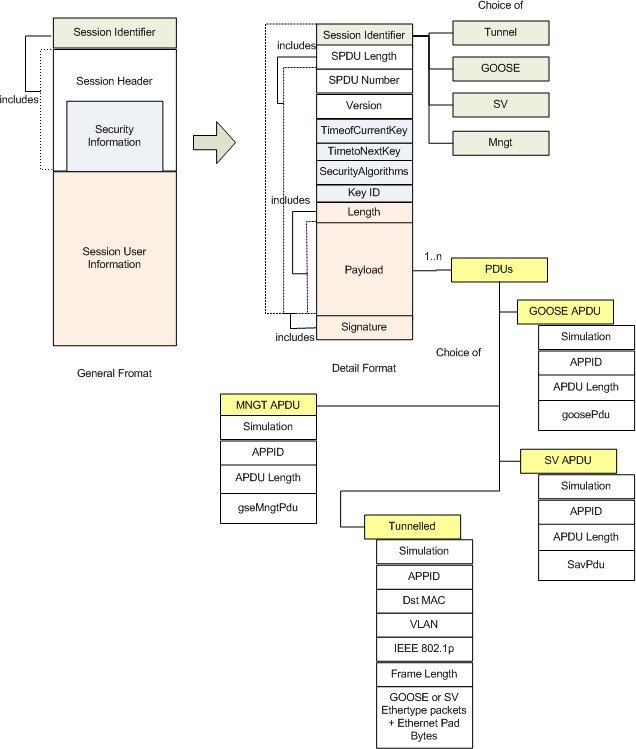 Choice of
Session Identifier
Session Header
Security
Information
includes
Session User
Information
General Fromat
Session Identifier
includes
SPDU Length
SPDU Number
Version
TimeofCurrentKey
TimetoNextKey
SecurityAlgorithms
Key ID
includes
Length
Payload
Signature
includes
Detail Format
Tunnel
GOOSE
SV
Mngt
1..n
PDUs
Choice of
GOOSE APDU
Simulation
APPID
APDU Length
goosePdu
MNGT APDU
Simulation
APPID
APDU Length
gseMngtPdu
SV APDU
Simulation
APPID
APDU Length
SavPdu
Tunnelled
Simulation
APPID
Dst MAC
VLAN
IEEE 802.1p
Frame Length
GOOSE or SV
Ethertype packets
+ Ethernet Pad
Bytes